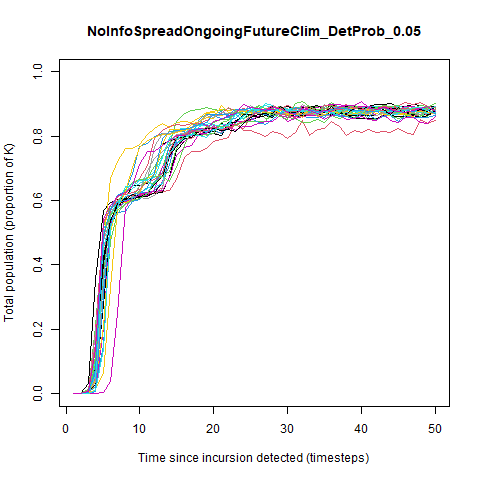 NoInfoSpreadOngoingFutureClim_DetProb_0.05
Total population (proportion of K)
1.0
0.8
0.6
0.4
0.2
0.0
0 10 20 30 40 50
Time since incursion detected (timesteps)